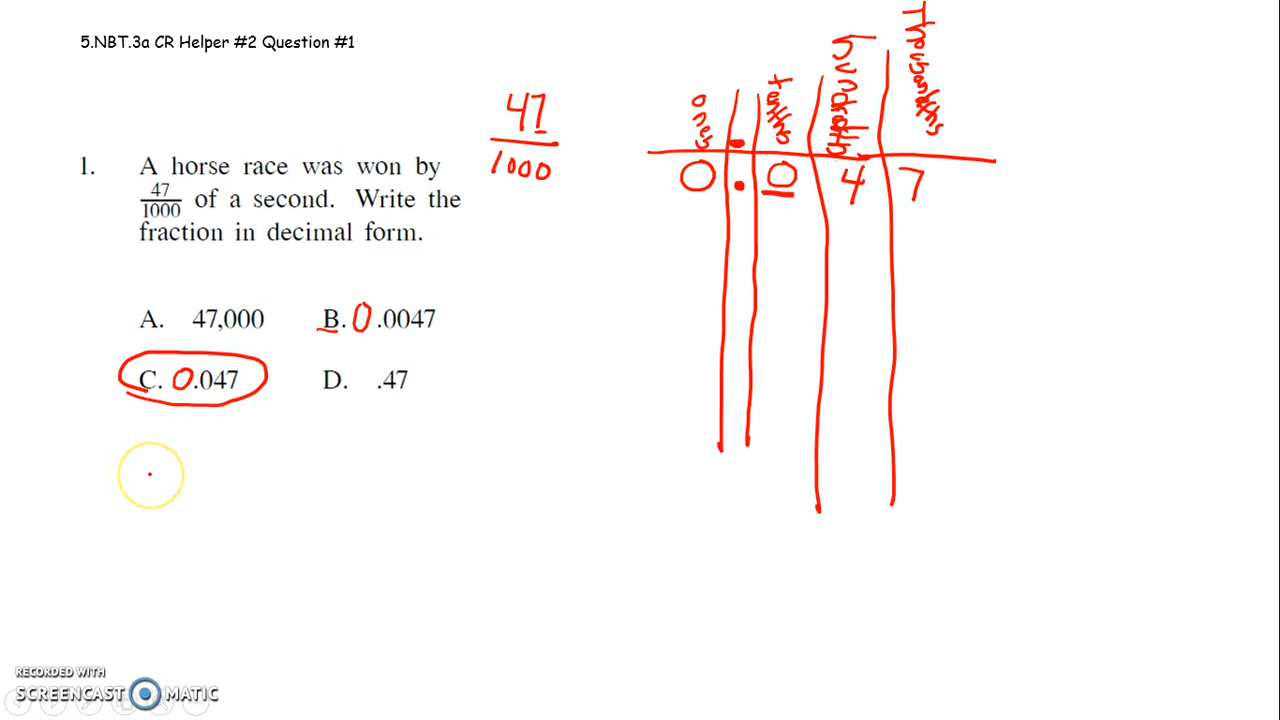 5.NBT.3a CR Helper #2 Question #1
47
1000
1. A horse race was won by
47/1000 of a second. Write the
fraction in decimal form.
A. 47,000 B. 0.0047
C. 0.047 D. .47
ones . tenths hundredths Thousandths
0 . 0 4 7
RECORDED WITH
SCREENCAST MATIC